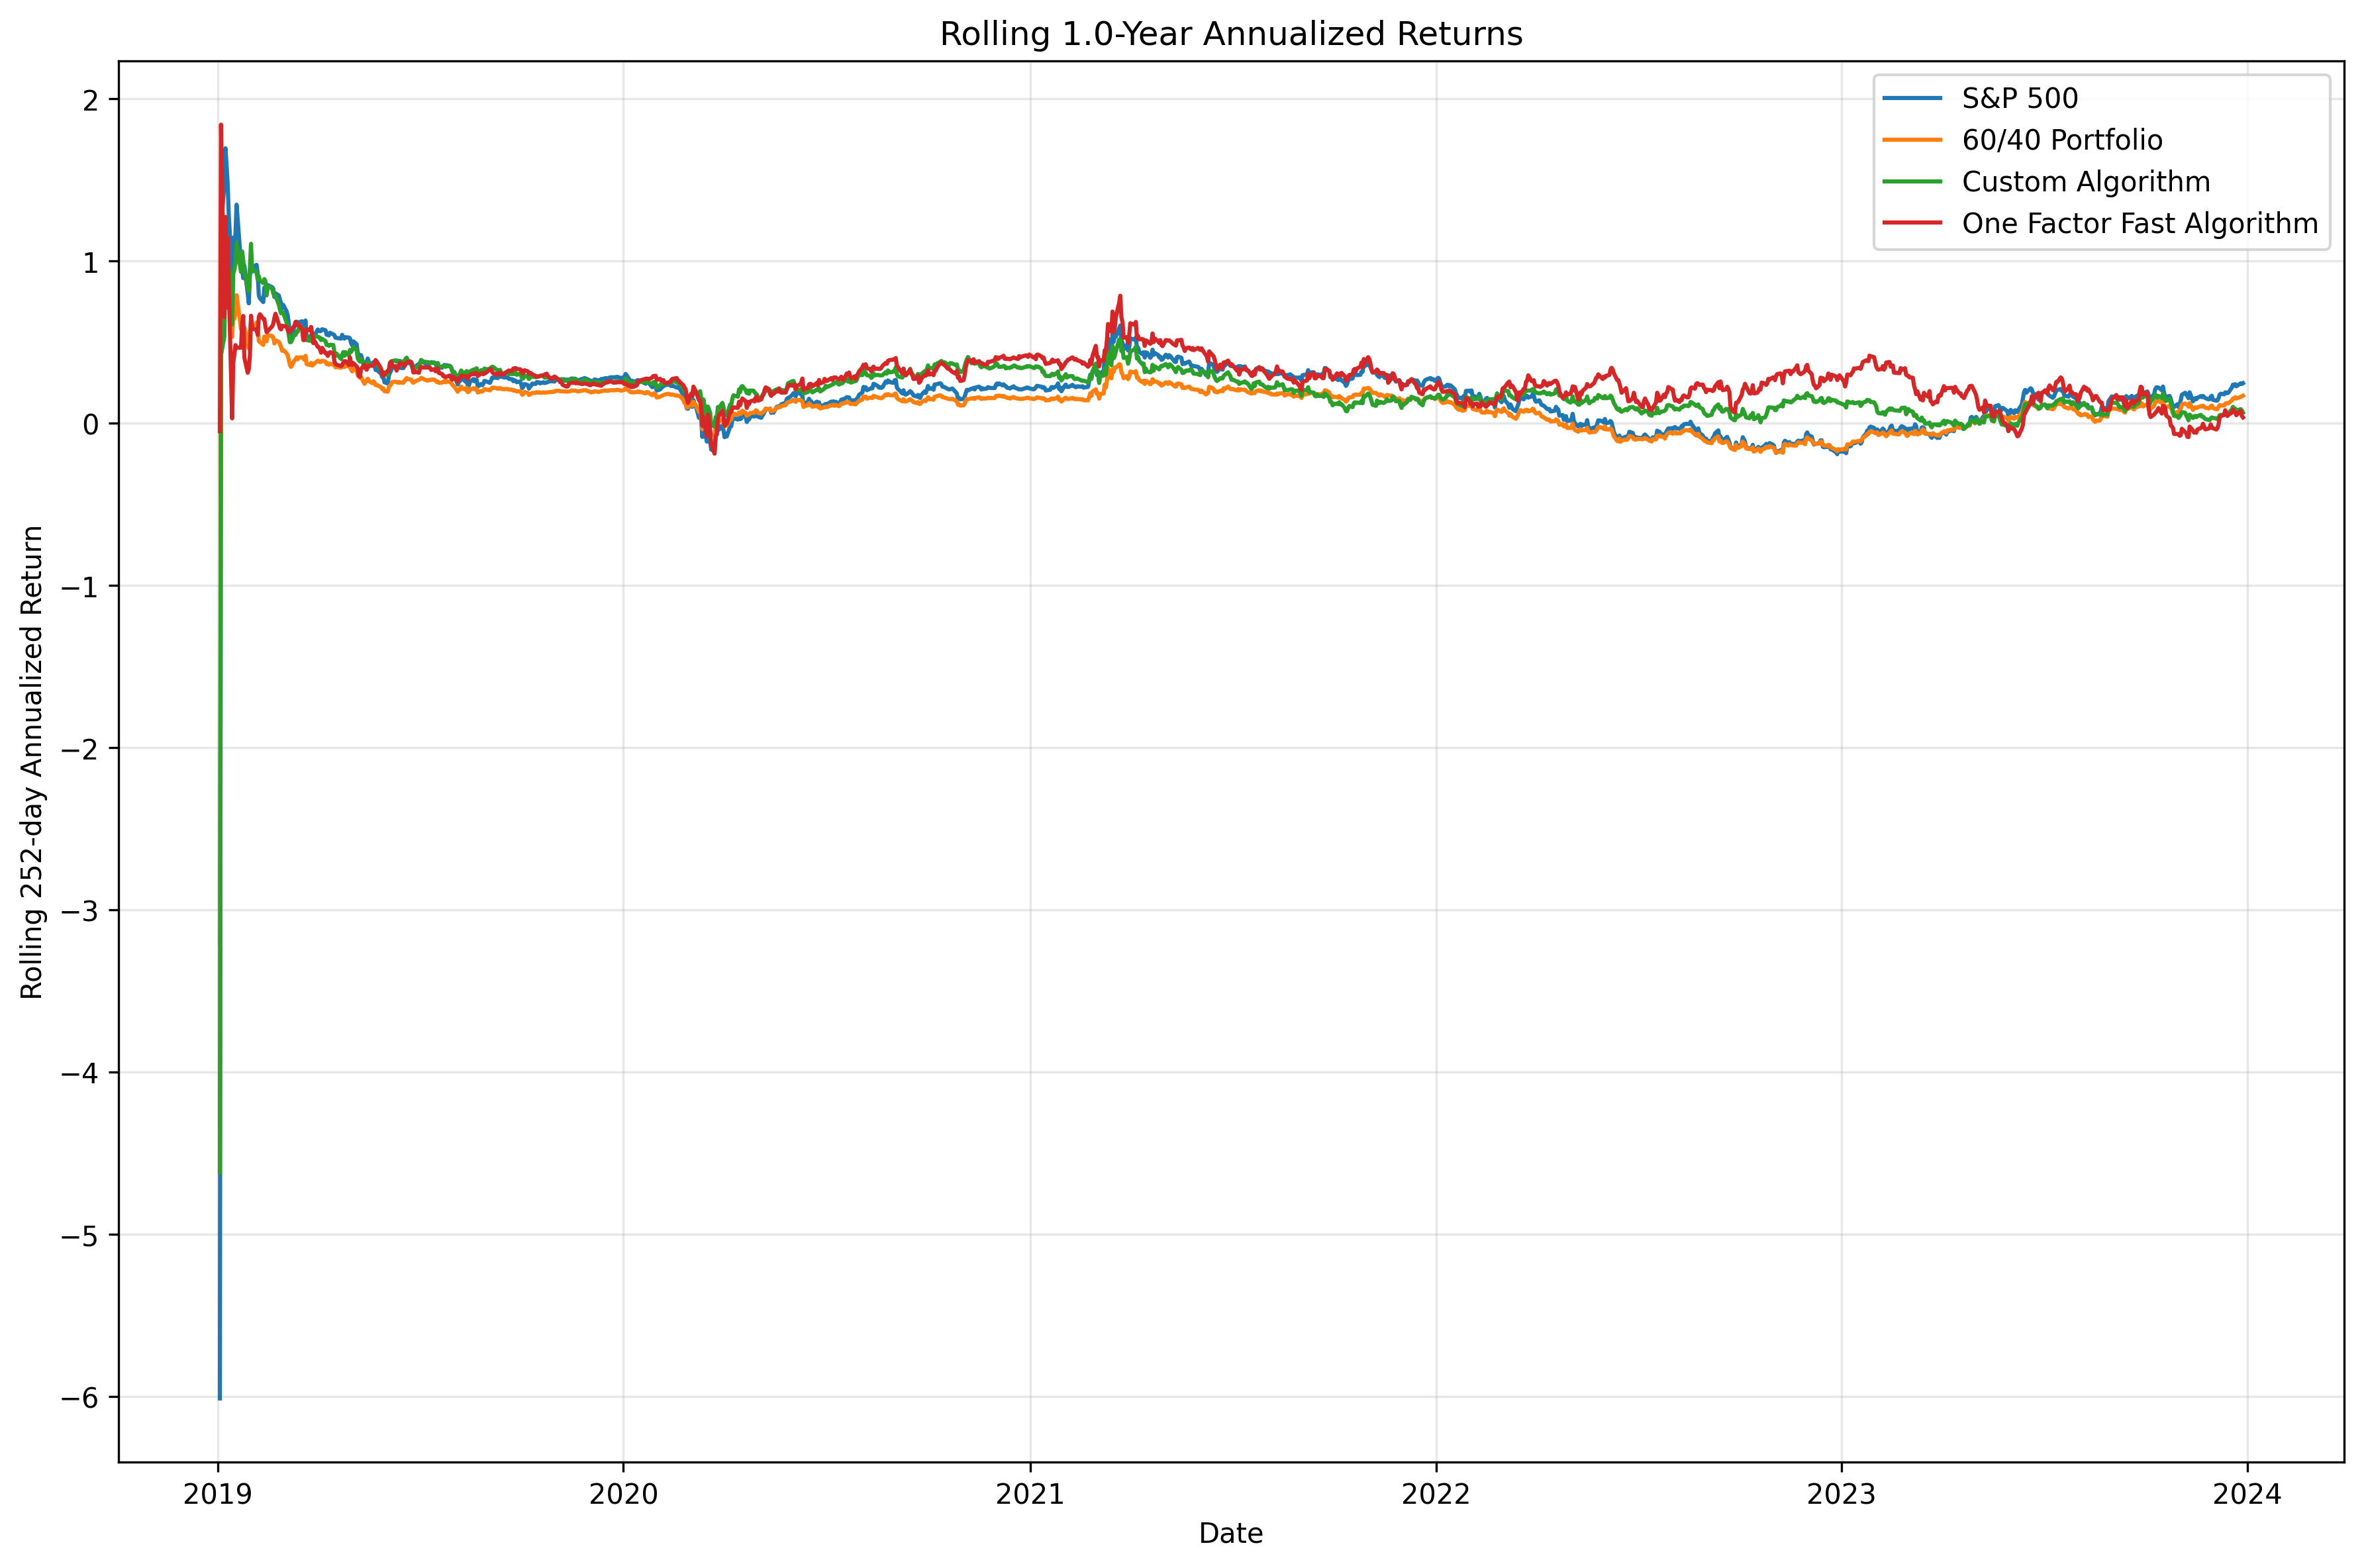 Rolling 1.0-Year Annualized Returns
S&P 500
60/40 Portfolio
Custom Algorithm
One Factor Fast Algorithm
Rolling 252-day Annualized Return
2
1
0
−1
−2
−3
−4
−5
−6
2019 2020 2021 2022 2023 2024
Date